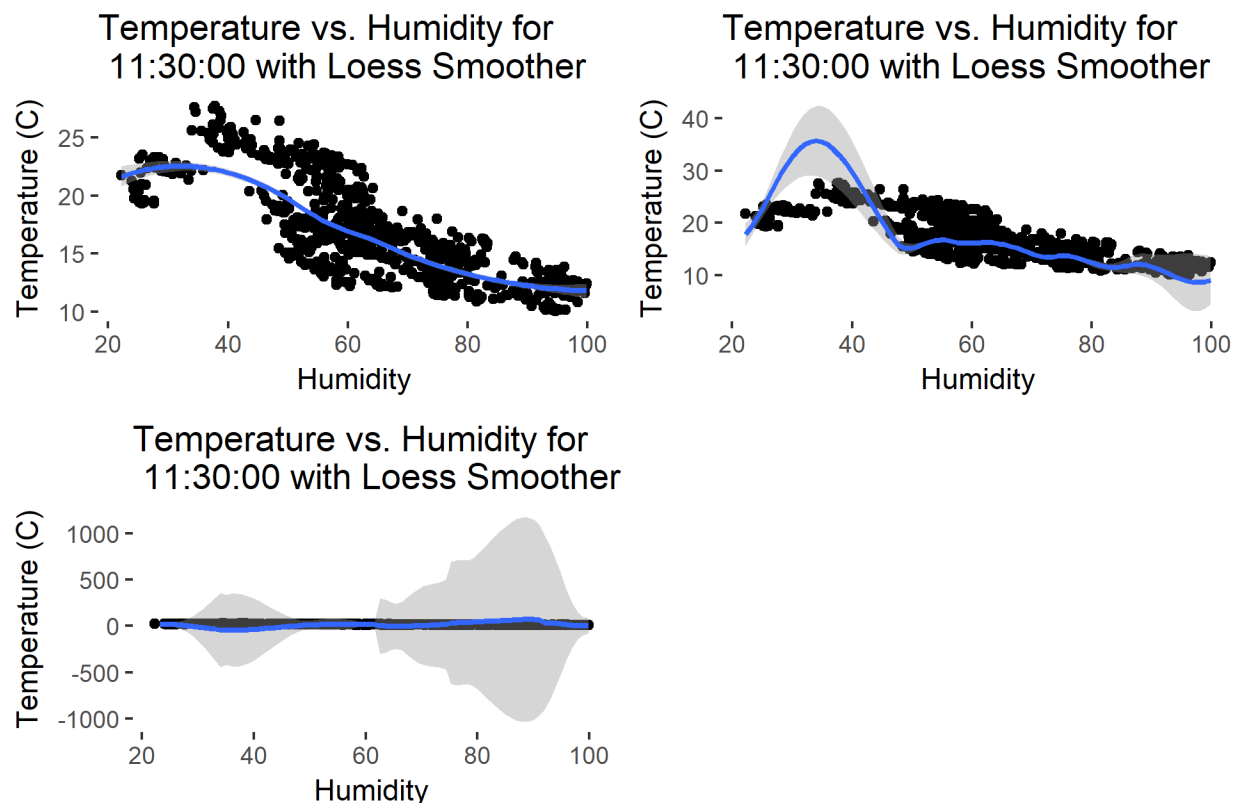 Temperature vs. Humidity for
11:30:00 with Loess Smoother
Temperature (C)
25
20
15
10
20 40 60 80 100
Humidity
Temperature vs. Humidity for
11:30:00 with Loess Smoother
Temperature (C)
40
30
20
10
20 40 60 80 100
Humidity
Temperature vs. Humidity for
11:30:00 with Loess Smoother
Temperature (C)
1000
500
0
-500
-1000
20 40 60 80 100
Humidity